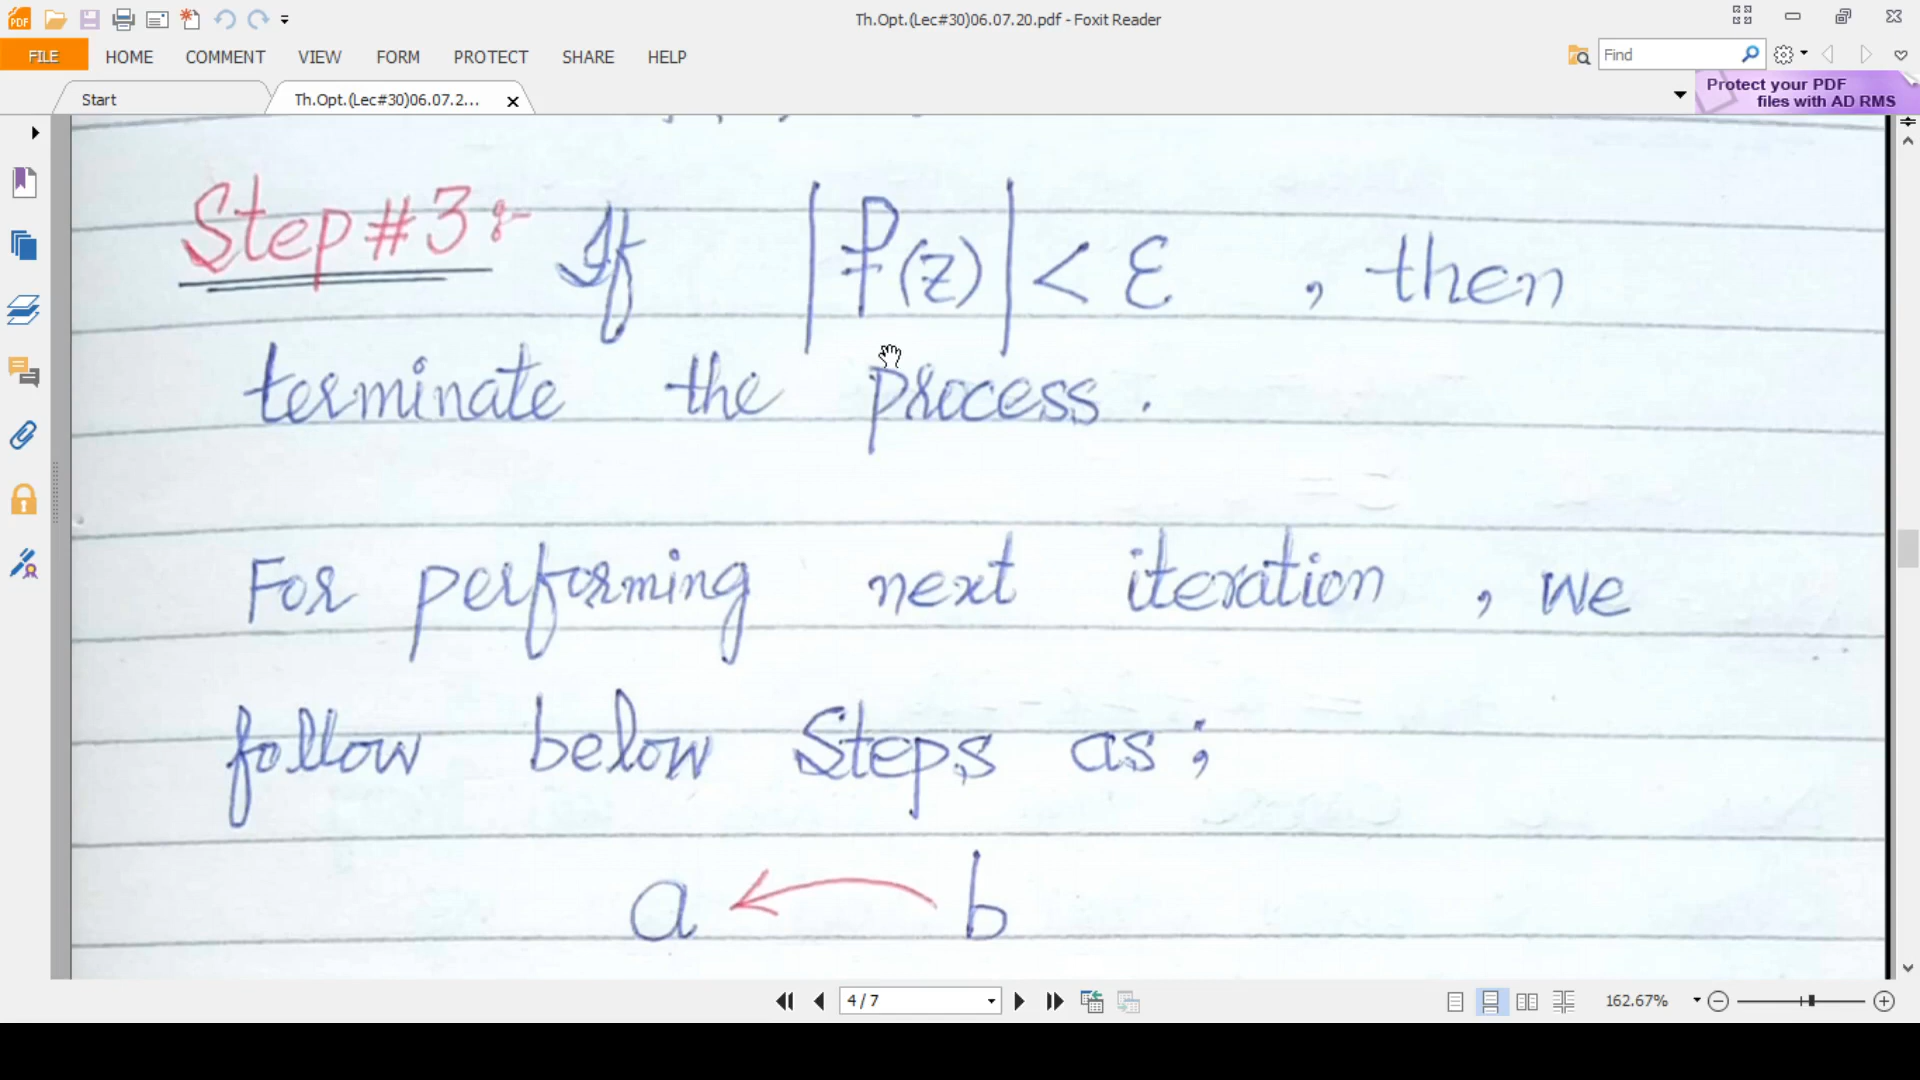 Th.Opt.(Lec#30)06.07.20.pdf - Foxit Reader
FILE HOME COMMENT VIEW FORM PROTECT SHARE HELP
Find
Start Th.Opt.(Lec#30)06.07.2...
Protect your PDF
files with AD RMS
Step #3:- If |f(z)| < ε , then
terminate the process.
For performing next iteration, we
follow below Steps as;
a ← b
4 / 7
162.67%